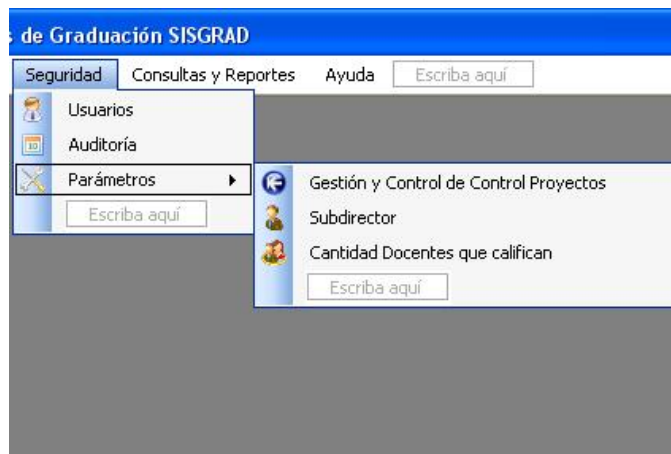 de Graduación SISGRAD
Seguridad Consultas y Reportes Ayuda Escriba aquí
Usuarios
Auditoría
Parámetros
Gestión y Control de Control Proyectos
Escriba aquí
Subdirector
Cantidad Docentes que califican
Escriba aquí